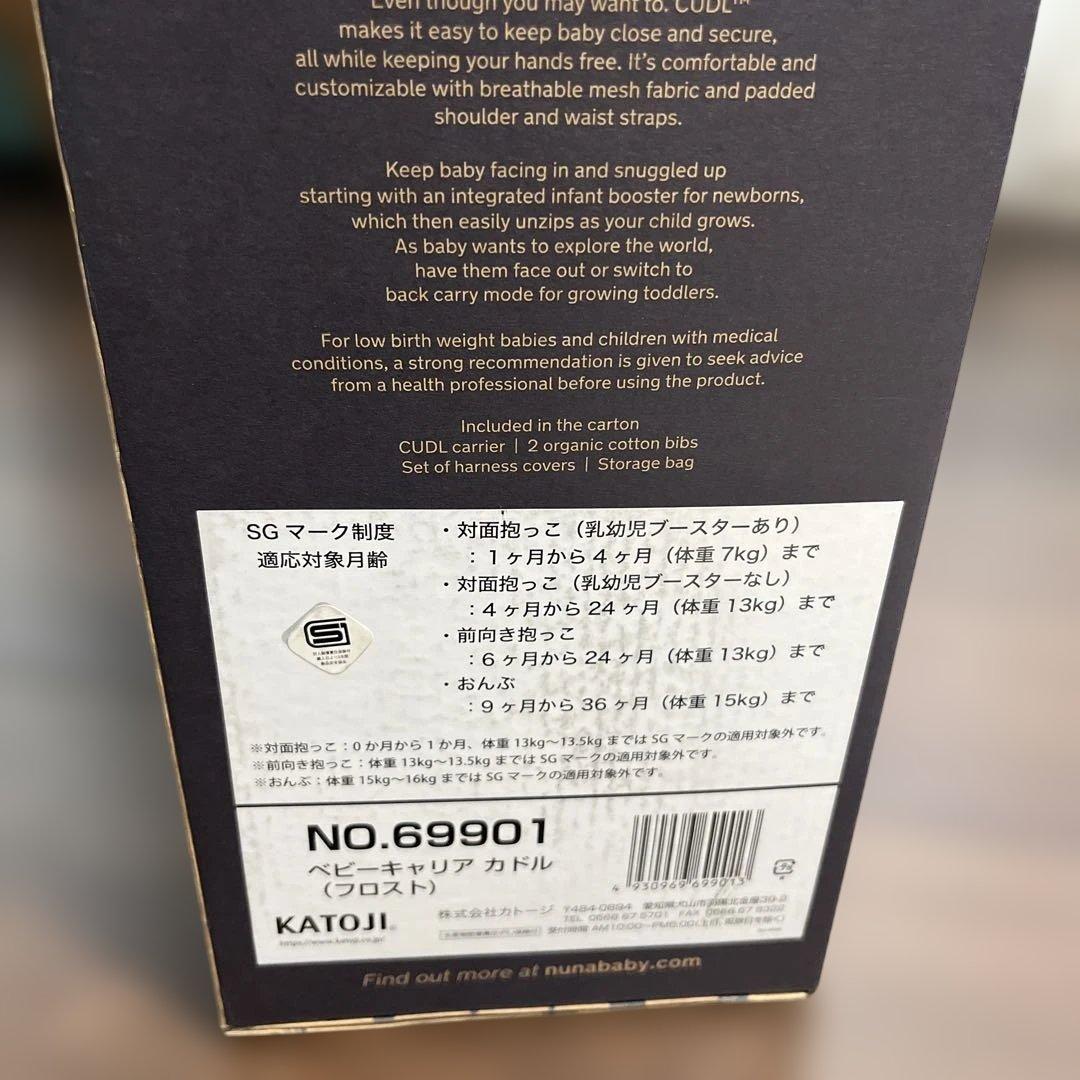 Even though you may want to. CUDL™
makes it easy to keep baby close and secure,
all while keeping your hands free. It's comfortable and
customizable with breathable mesh fabric and padded
shoulder and waist straps.
Keep baby facing in and snuggled up
starting with an integrated infant booster for newborns,
which then easily unzips as your child grows.
As baby wants to explore the world,
have them face out or switch to
back carry mode for growing toddlers.
For low birth weight babies and children with medical
conditions, a strong recommendation is given to seek advice
from a health professional before using the product.
Included in the carton
CUDL carrier | 2 organic cotton bibs
Set of harness covers | Storage bag
SG マーク制度
適応対象月齢
・対面抱っこ（乳幼児ブースターあり）
：1ヶ月から4ヶ月（体重 7kg）まで
・対面抱っこ（乳幼児ブースターなし）
：4ヶ月から24ヶ月（体重 13kg）まで
・前向き抱っこ
：6ヶ月から24ヶ月（体重 13kg）まで
・おんぶ
：9ヶ月から36ヶ月（体重 15kg）まで
※対面抱っこ：0か月から1か月、体重 13kg～13.5kg までは SG マークの適用対象外です。
※前向き抱っこ：体重 13kg～13.5kg までは SG マークの適用対象外です。
※おんぶ：体重 15kg～16kg までは SG マークの適用対象外です。
NO.69901
ベビーキャリア カドル
（フロスト）
4 930969 699013
KATOJI
株式会社カトージ
https://www.katoji.co.jp/
Find out more at nunababy.com